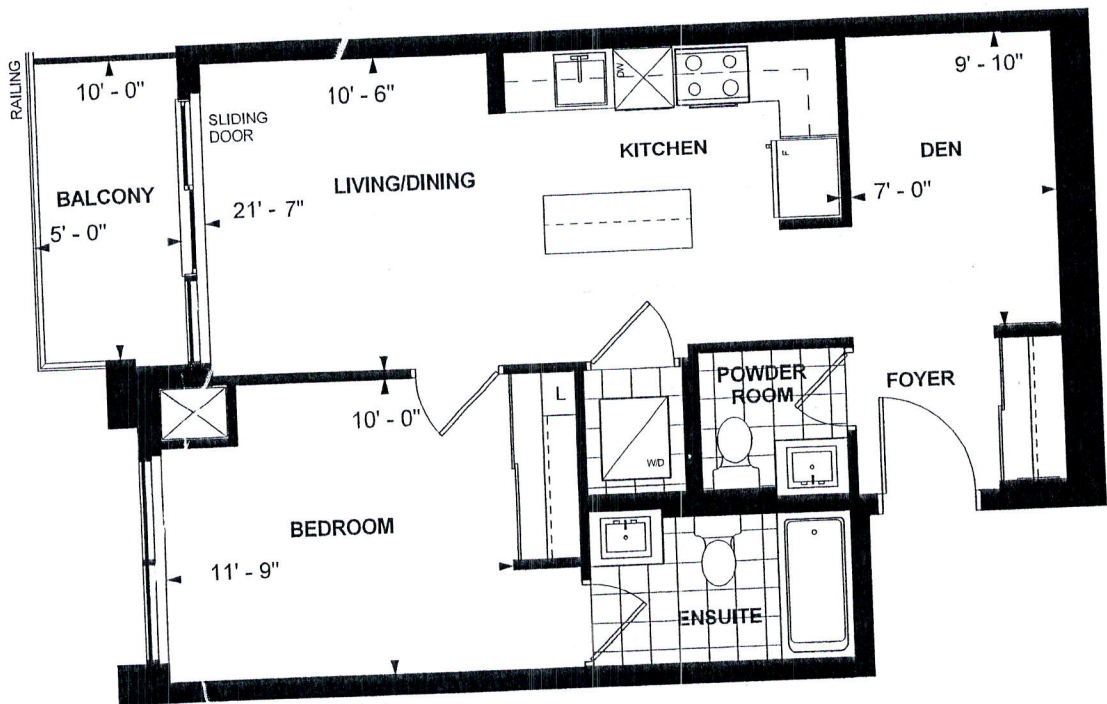 RAILING
10' - 0"
BALCONY
5' - 0"
SLIDING
DOOR
10' - 6"
LIVING/DINING
21' - 7"
DW
KITCHEN
F
9' - 10"
DEN
7' - 0"
10' - 0"
L
W/D
POWDER
ROOM
FOYER
BEDROOM
11' - 9"
ENSUITE